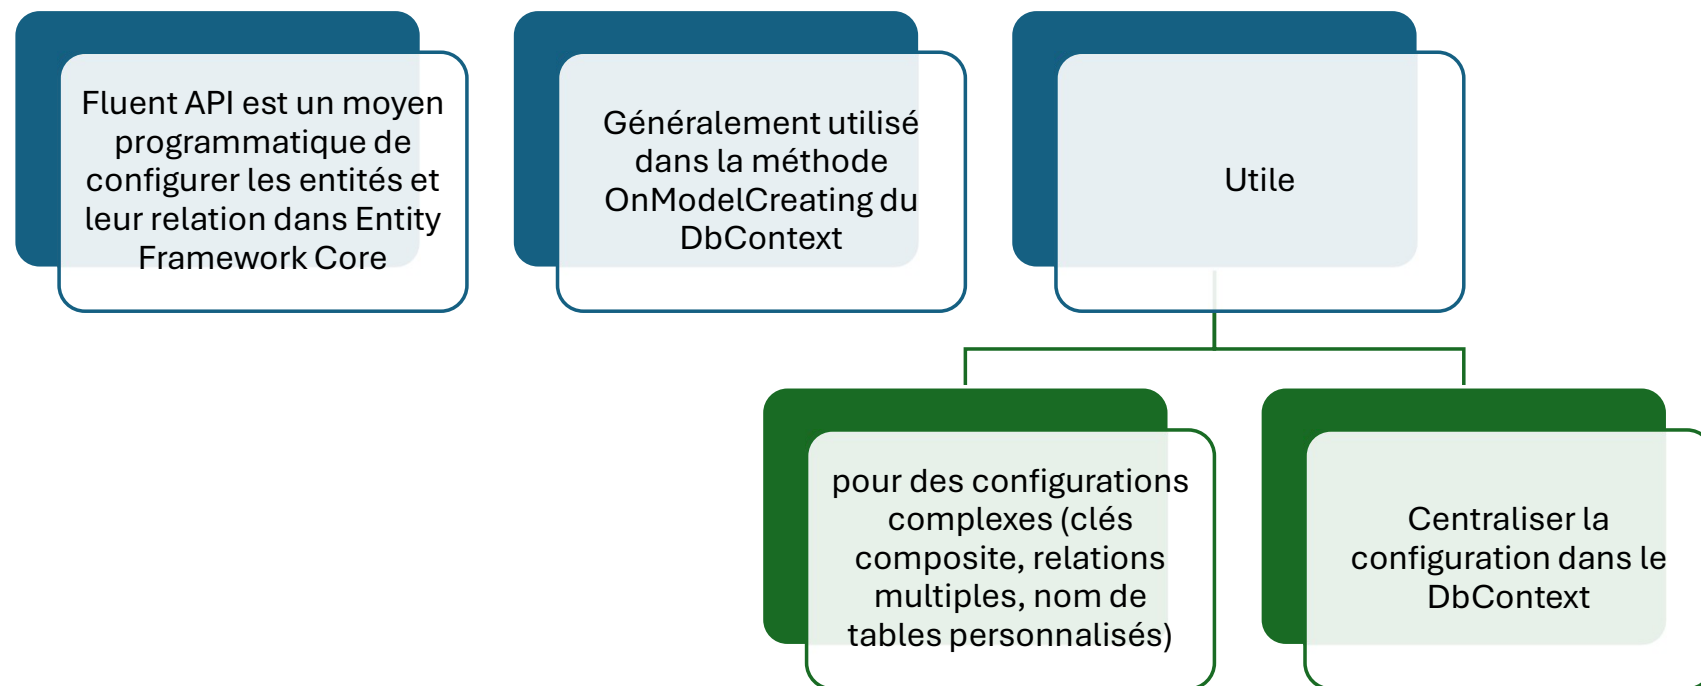 Fluent API est un moyen
programmatique de
configurer les entités et
leur relation dans Entity
Framework Core
Généralement utilisé
dans la méthode
OnModelCreating du
DbContext
Utile
pour des configurations
complexes (clés
composite, relations
multiples, nom de
tables personnalisés)
Centraliser la
configuration dans le
DbContext